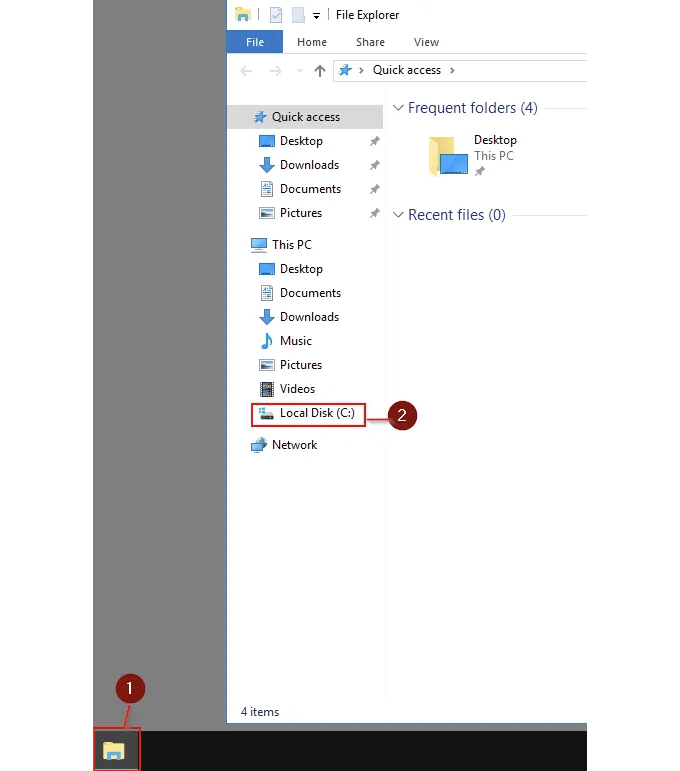 File Explorer
File Home Share View
Quick access
Quick access
Desktop
Downloads
Documents
Pictures
This PC
Desktop
Documents
Downloads
Music
Pictures
Videos
Local Disk (C:)
2
Network
Frequent folders (4)
Desktop
This PC
Recent files (0)
4 items
1